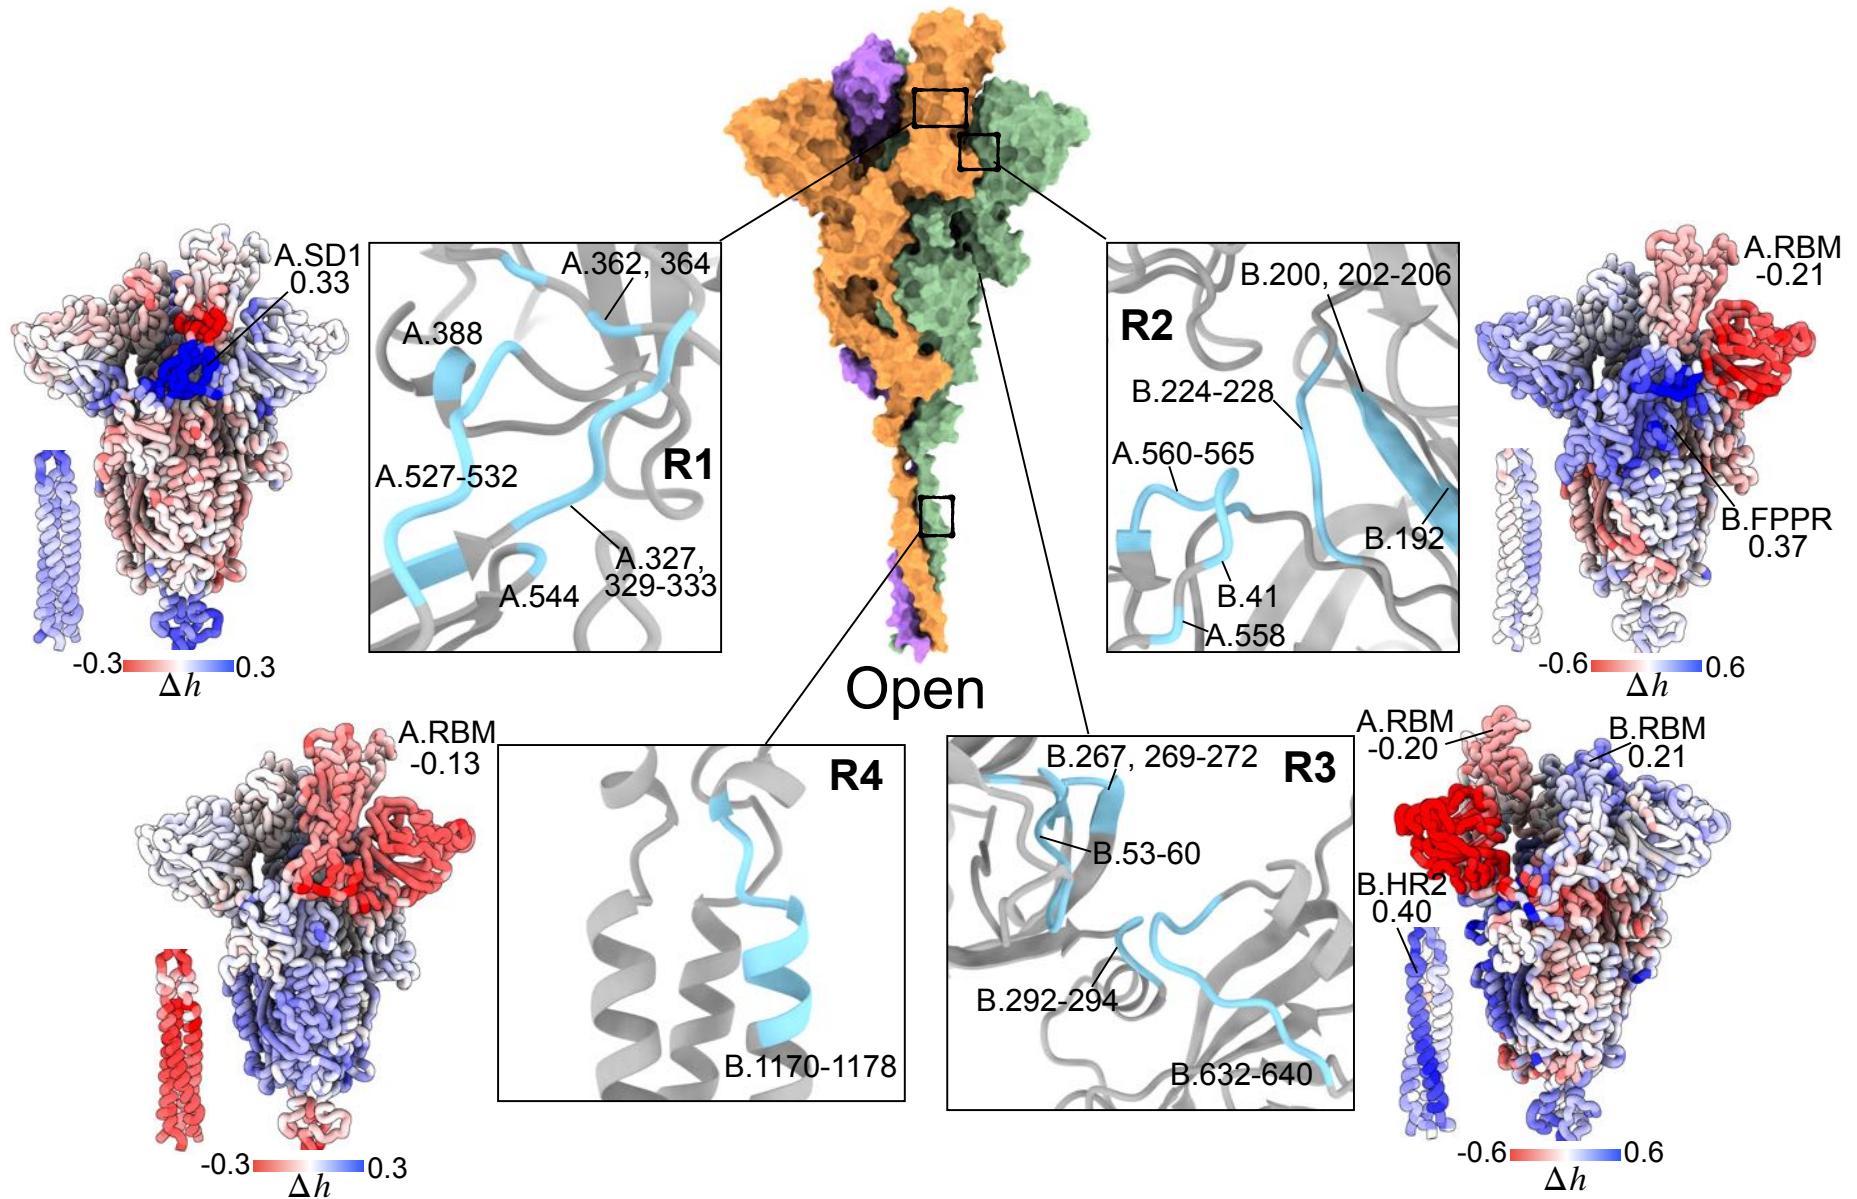 A.SD1
0.33
-0.3
0.3
Δh
A.362, 364
A.388
R1
A.527-532
A.327,
329-333
A.544
B.200, 202-206
R2
B.224-228
A.560-565
B.192
B.41
A.558
A.RBM
-0.21
B.FPPR
0.37
-0.6
0.6
Δh
Open
A.RBM
-0.13
-0.3
0.3
Δh
R4
B.1170-1178
B.267, 269-272
R3
B.53-60
B.292-294
B.632-640
A.RBM
-0.20
B.RBM
0.21
B.HR2
0.40
-0.6
0.6
Δh